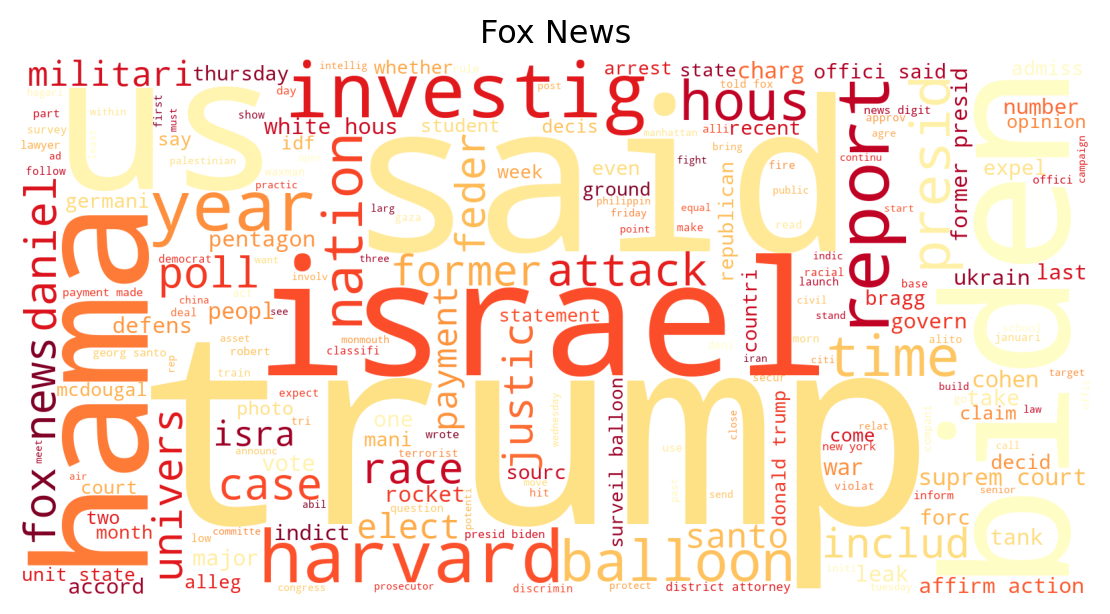 Fox News
militari
thursday
intellig
whether
arrest
state
charg
offici said
admiss
us
investig
hous
told fox
report
presid
former presid
number
opinion
day
post
part
survey
lawyer
ad
follow
within
first
must
show
say
white hous
idf
student
decis
alli
recent
news digit
approv
agre
manhattan
bring
said
biden
palestinian
nation
feder
week
even
ground
fight
republican
fire
public
continu
expel
offici
campaign
practic
germani
year
larg
gaza
philippin
friday
equal
point
make
read
start
hama
daniel
pentagon
democrat
want
three
former
attack
indic
racial
launch
base
ukrain
last
poll
involv
israel
countri
civil
bragg
payment made
china
deal
act
peopl
see
statement
stand
govern
defens
monmouth
payment
justic
morn
alito
school
januari
georg santo
asset
robert
classifi
iran
citi
time
fox news
mcdougal
rep
train
trump
secur
build
cohen
target
univers
photo
expect
surveil balloon
donald trump
take
claim
law
tri
one
isra
announc
mani
wrote
wednesday
close
come
relat
new york
call
decid
meet
vote
terrorist
race
sourc
move
hit
use
war
violat
suprem court
air
court
case
rocket
question
potenti
past
send
inform
senior
two
month
abil
elect
committe
low
indict
presid biden
santo
forc
tank
major
harvard
balloon
includ
leak
tuesday
unit state
accord
alleg
congress
prosecutor
discrimin
protect
district attorney
affirm action